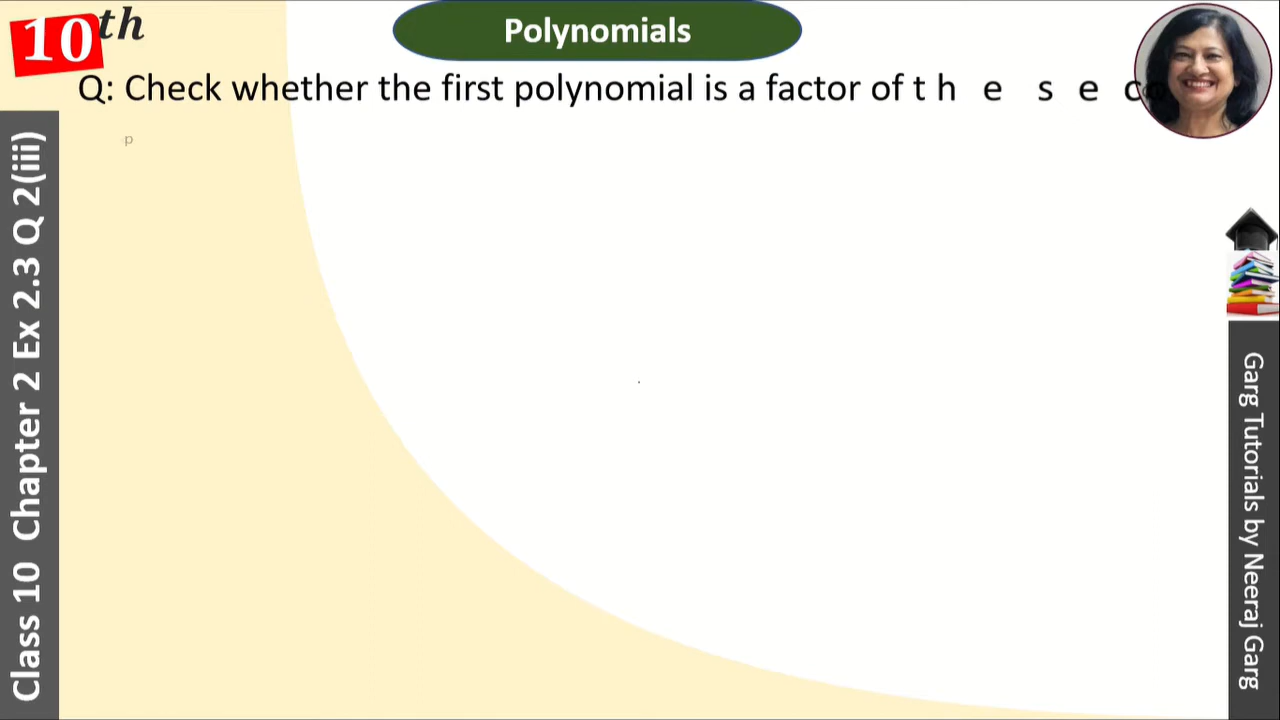 10th
Polynomials
Q: Check whether the first polynomial is a factor of t h e s e c
p
Class 10 Chapter 2 Ex 2.3 Q 2(iii)
Garg Tutorials by Neeraj Garg